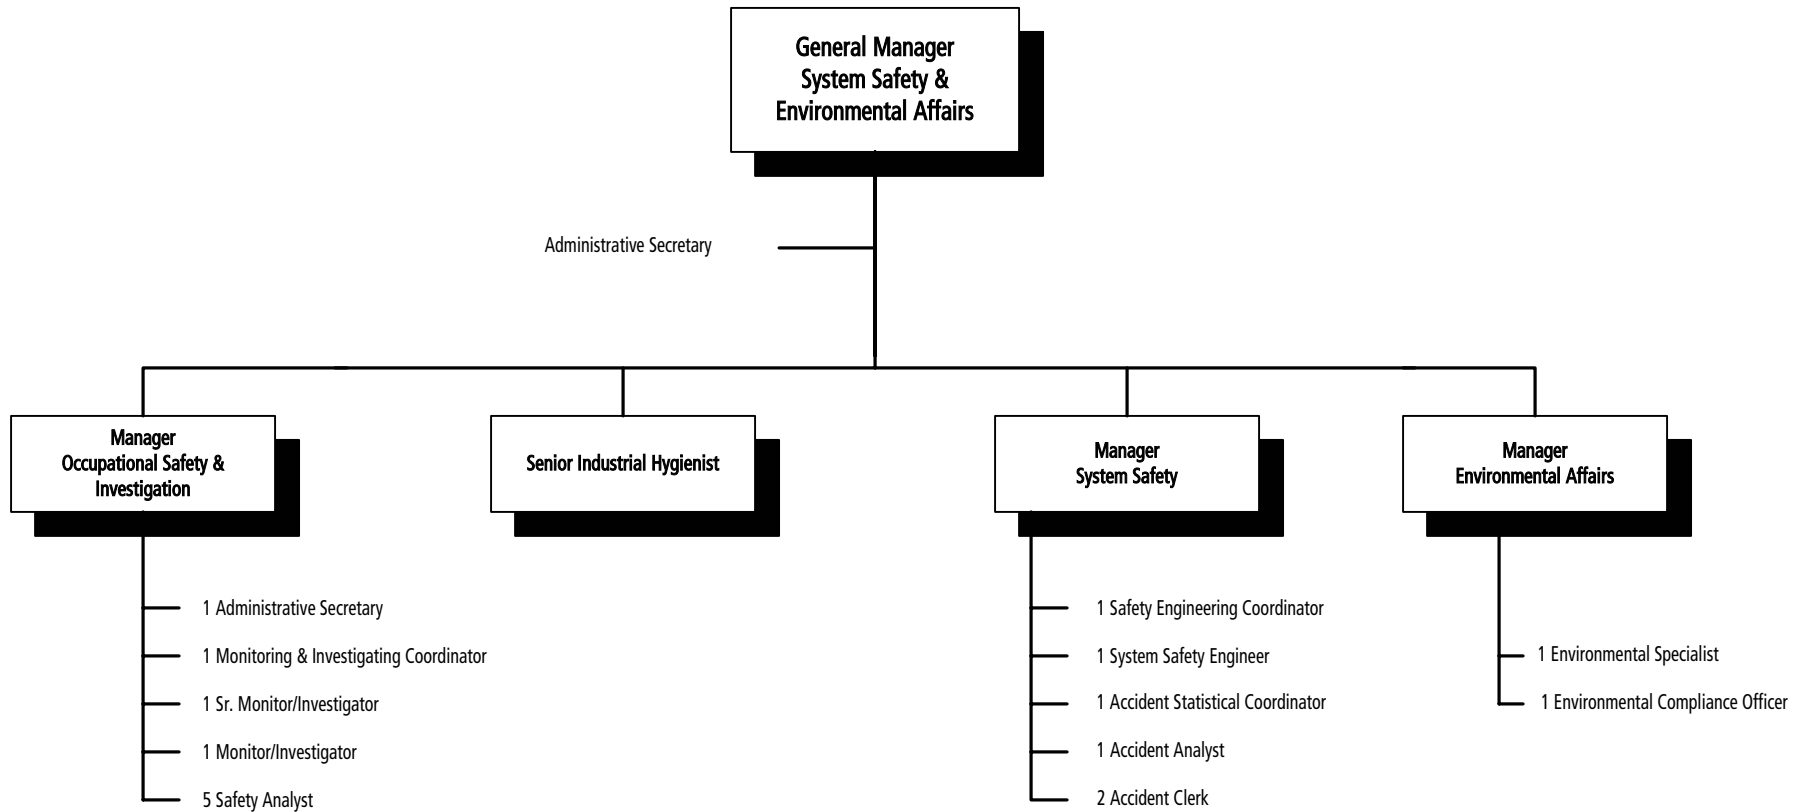 General Manager
System Safety &
Environmental Affairs
Administrative Secretary
Manager
Occupational Safety &
Investigation
Senior Industrial Hygienist
Manager
System Safety
Manager
Environmental Affairs
1 Administrative Secretary
1 Monitoring & Investigating Coordinator
1 Sr. Monitor/Investigator
1 Monitor/Investigator
5 Safety Analyst
1 Safety Engineering Coordinator
1 System Safety Engineer
1 Accident Statistical Coordinator
1 Accident Analyst
2 Accident Clerk
1 Environmental Specialist
1 Environmental Compliance Officer